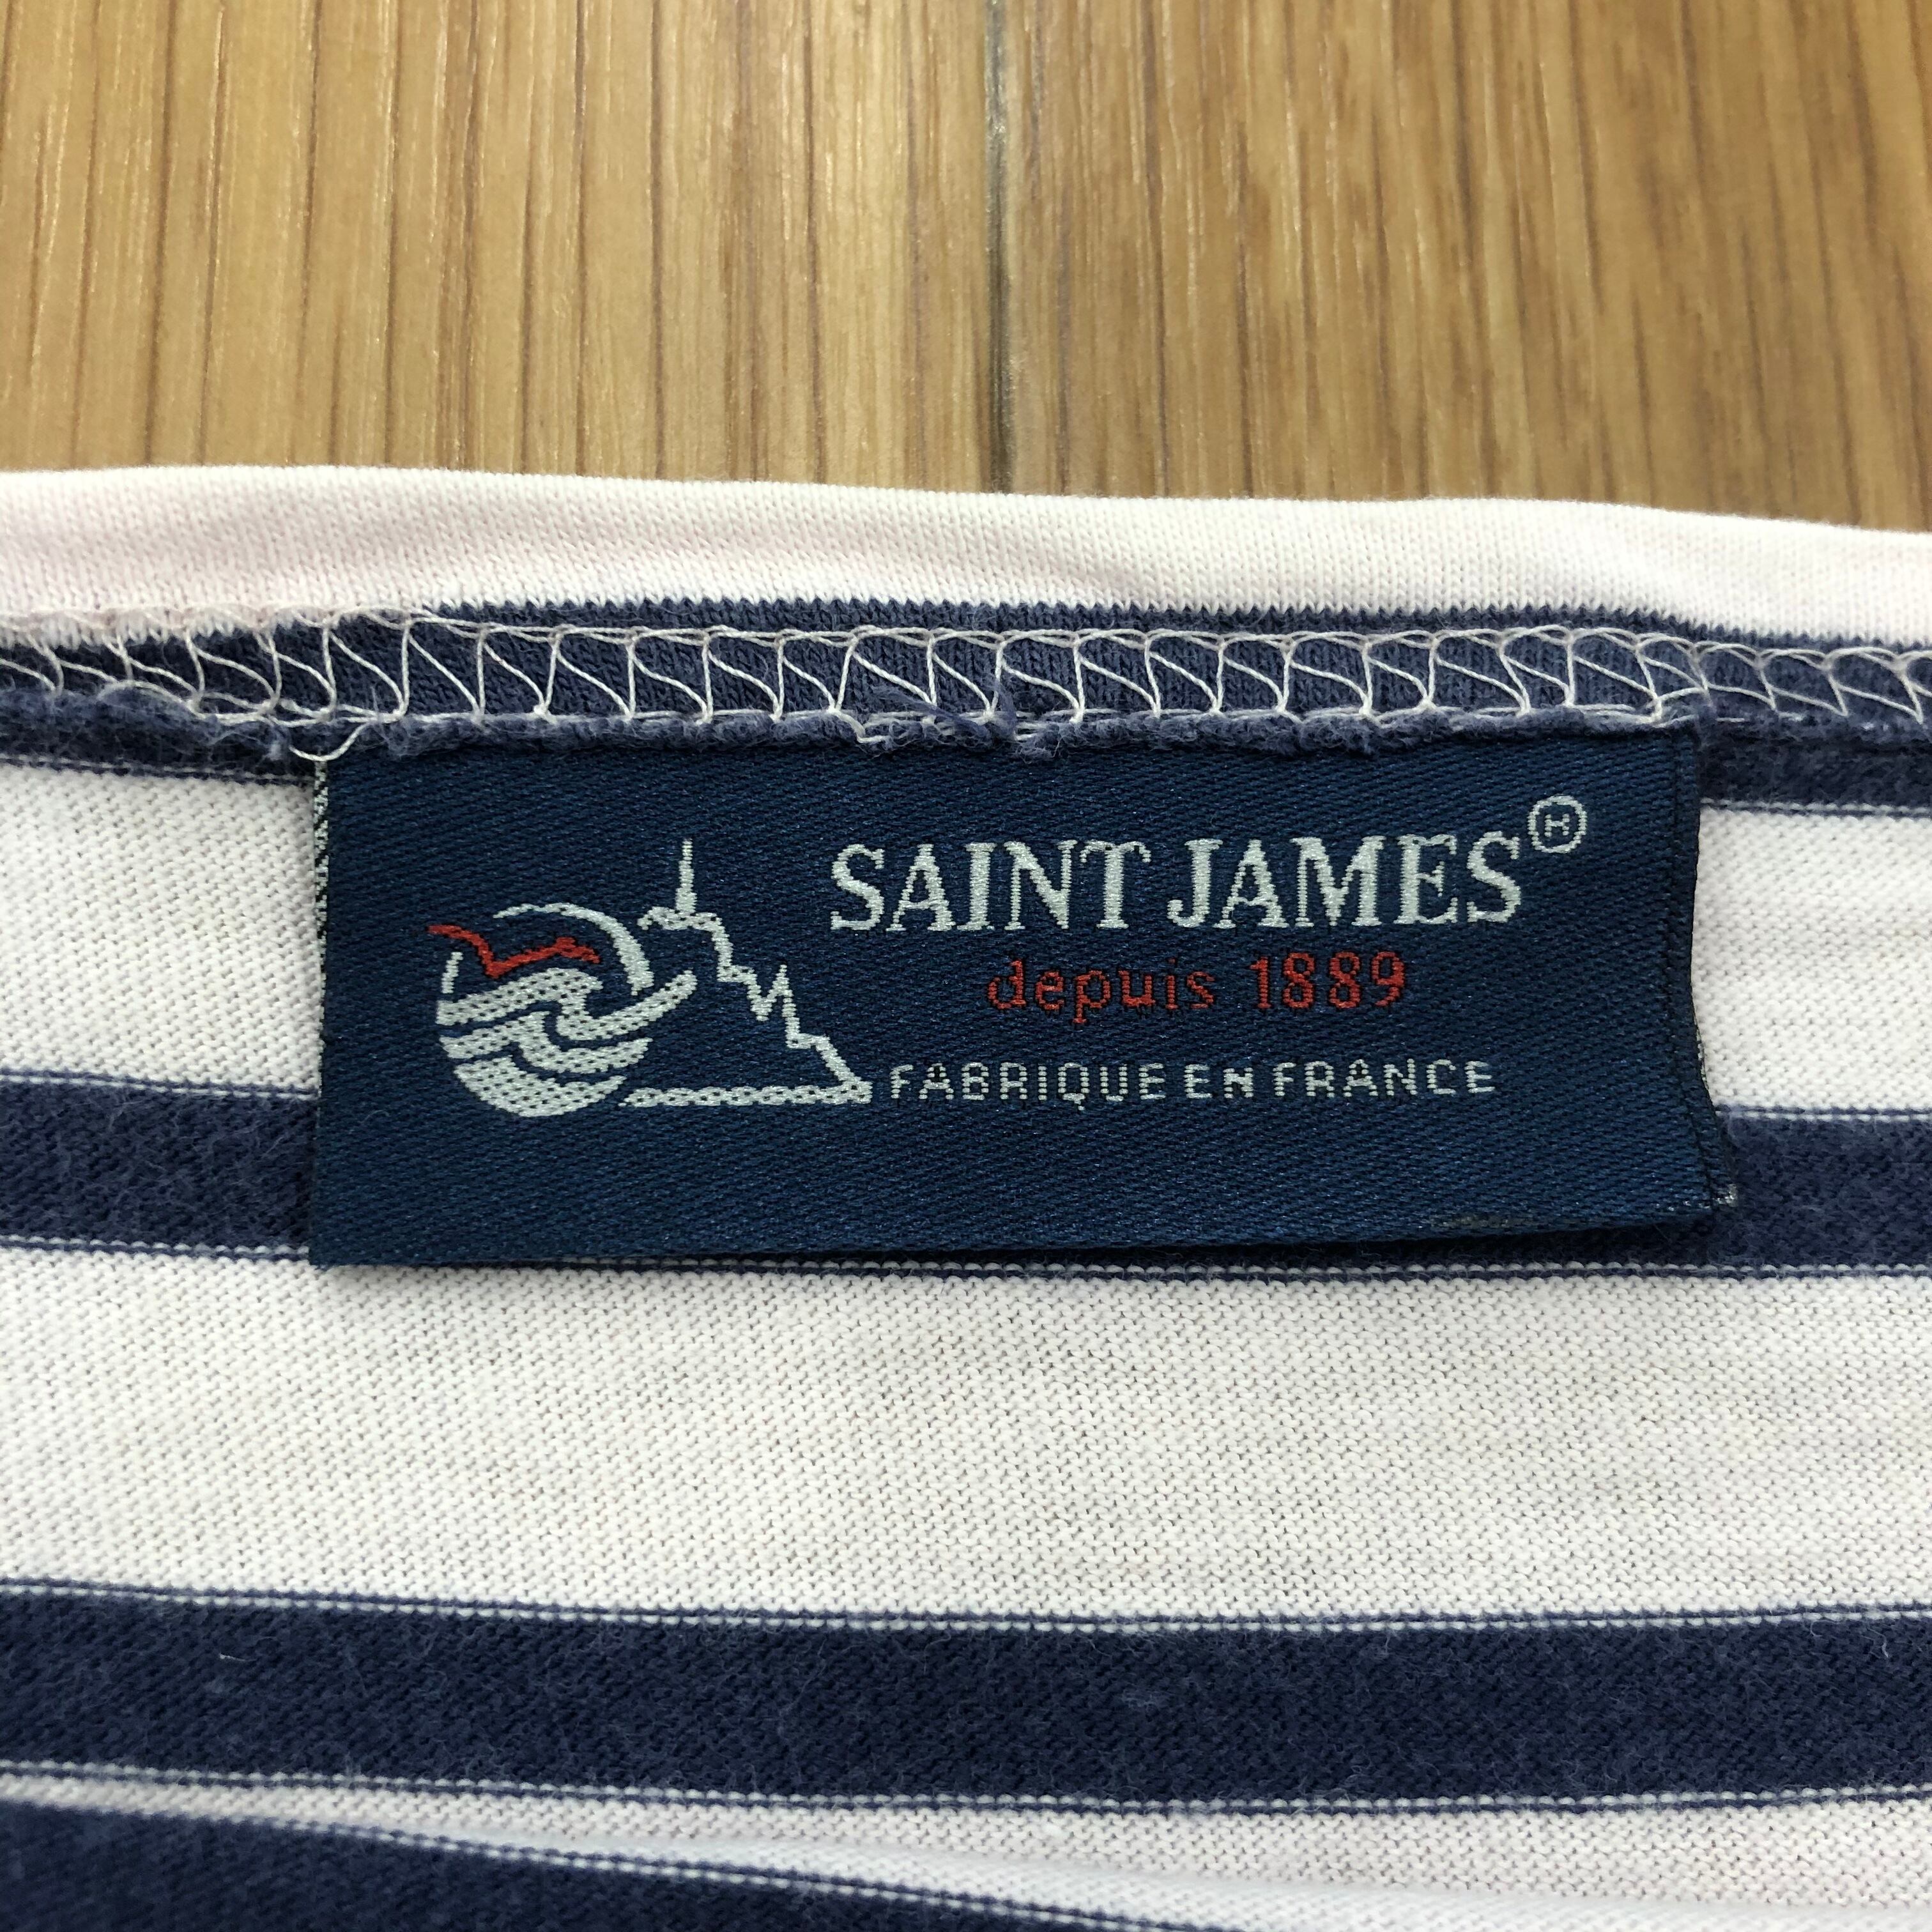 SAINT JAMES®
depuis 1889
FABRIQUE EN FRANCE